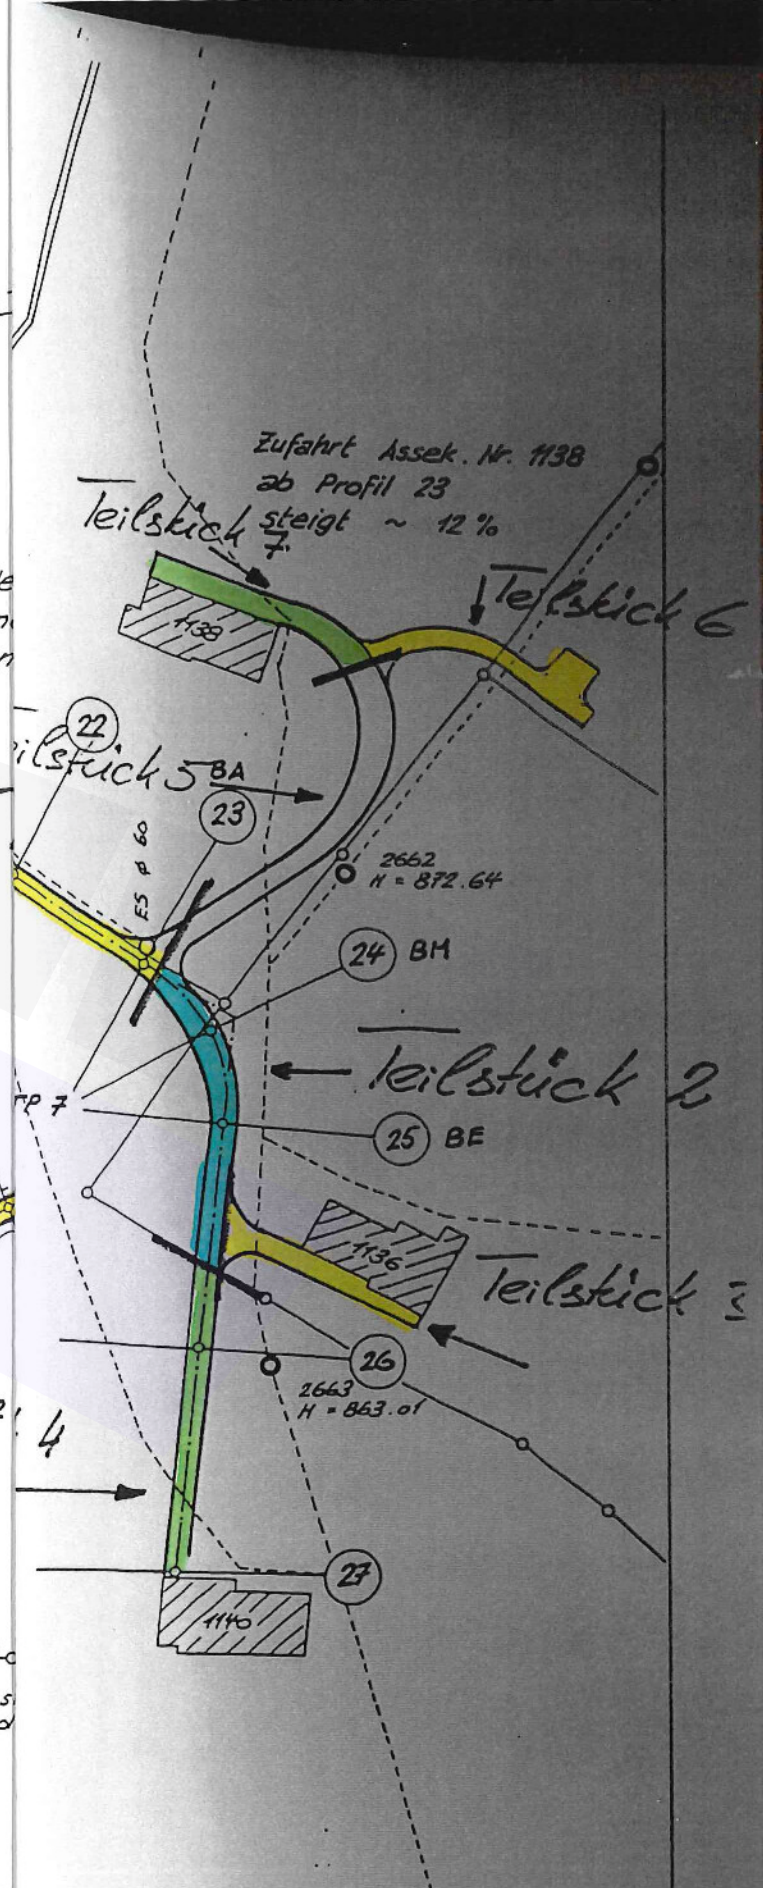 Zufahrt Assek. Nr. 1138
ab Profil 23
steigt ~ 12 %
Teilstück 7.
1138
Teilstück 6
22
Teilstück 5
BA
23
ES ø 60
2662
H = 872.64
24 BM
Teilstück 2
TP 7
25 BE
1136
Teilstück 3
26
2663
H = 863.01
4
27
1140